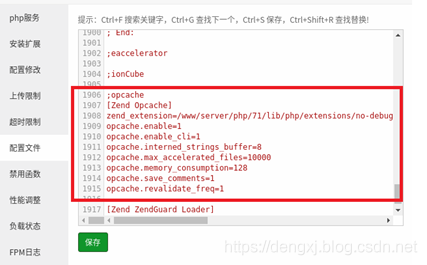 php服务
安装扩展
配置修改
上传限制
超时限制
配置文件
禁用函数
性能调整
负载状态
FPM日志
提示：Ctrl+F 搜索关键字，Ctrl+G 查找下一个，Ctrl+S 保存，Ctrl+Shift+R 查找替换!
1900 ; End:
1901
1902 ;eaccelerator
1903
1904 ;ionCube
1905
1906 ;opcache
1907 [Zend Opcache]
1908 zend_extension=/www/server/php/71/lib/php/extensions/no-debug
1909 opcache.enable=1
1910 opcache.enable_cli=1
1911 opcache.interned_strings_buffer=8
1912 opcache.max_accelerated_files=10000
1913 opcache.memory_consumption=128
1914 opcache.save_comments=1
1915 opcache.revalidate_freq=1
1917 [Zend ZendGuard Loader]
保存
https://dengxj.blog.csdn.net